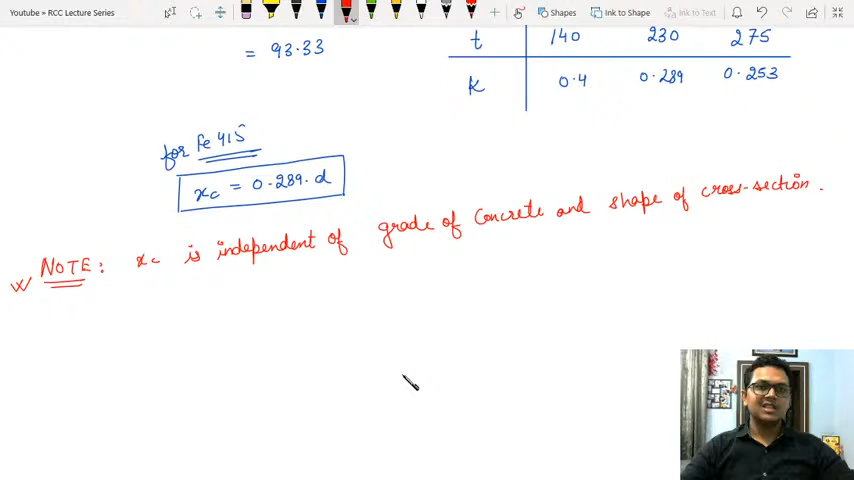 Youtube » RCC Lecture Series
Shapes
Ink to Shape
Ink to Text
= 93.33
t 140 230 275
K 0.4 0.289 0.253
for Fe 415
xc = 0.289.d
NOTE: xc is independent of grade of concrete and shape of cross-section.